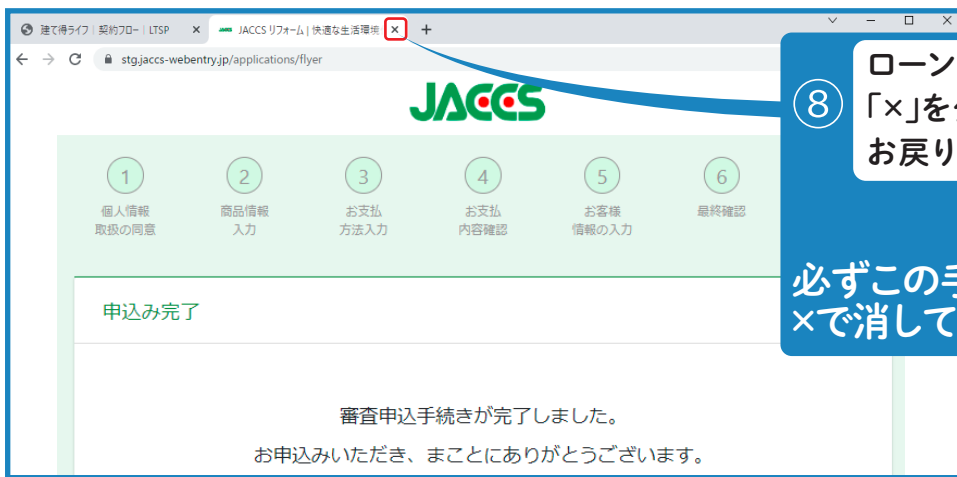 建て得ライフ | 契約フロー | LTSP
JACCS リフォーム | 快適な生活環境
stg.jaccs-webentry.jp/applications/flyer
JACCS
1
個人情報
取扱の同意
2
商品情報
入力
3
お支払
方法入力
4
お支払
内容確認
5
お客様
情報の入力
6
最終確認
⑧
ローン
「×」を
お戻り
必ずこの
×で消して
申込み完了
審査申込手続きが完了しました。
お申込みいただき、まことにありがとうございます。